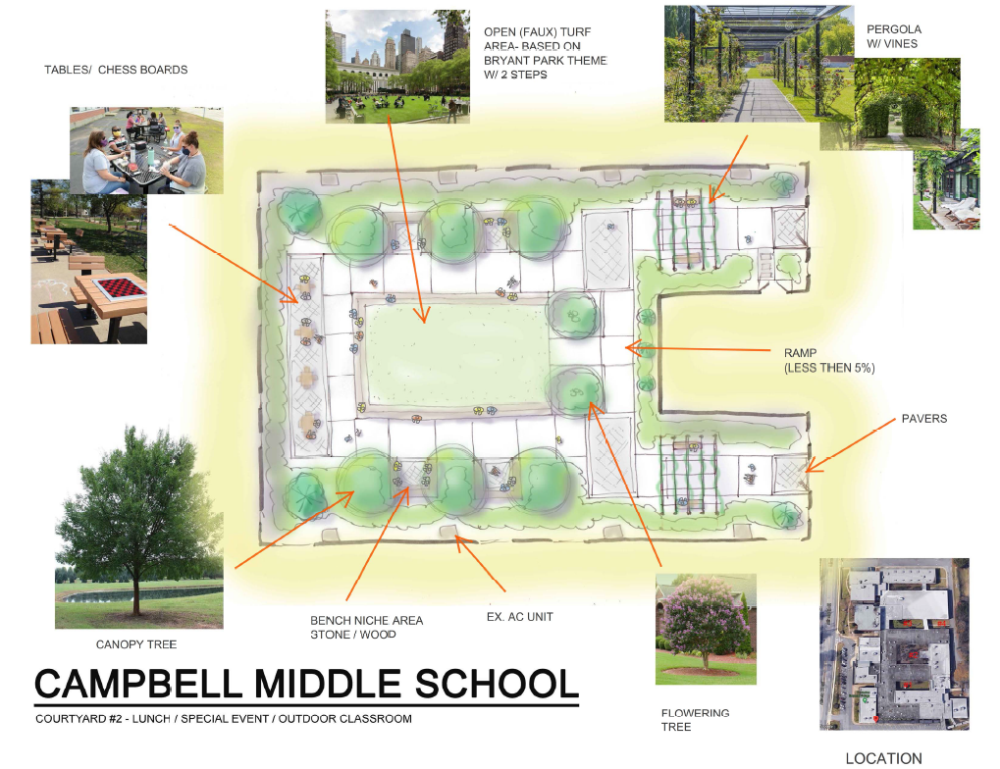 OPEN (FAUX) TURF
AREA- BASED ON
BRYANT PARK THEME
W/ 2 STEPS
PERGOLA
W/ VINES
TABLES/ CHESS BOARDS
RAMP
(LESS THEN 5%)
PAVERS
BENCH NICHE AREA
STONE / WOOD
EX. AC UNIT
CANOPY TREE
CAMPBELL MIDDLE SCHOOL
COURTYARD #2 - LUNCH / SPECIAL EVENT / OUTDOOR CLASSROOM
FLOWERING
TREE
LOCATION